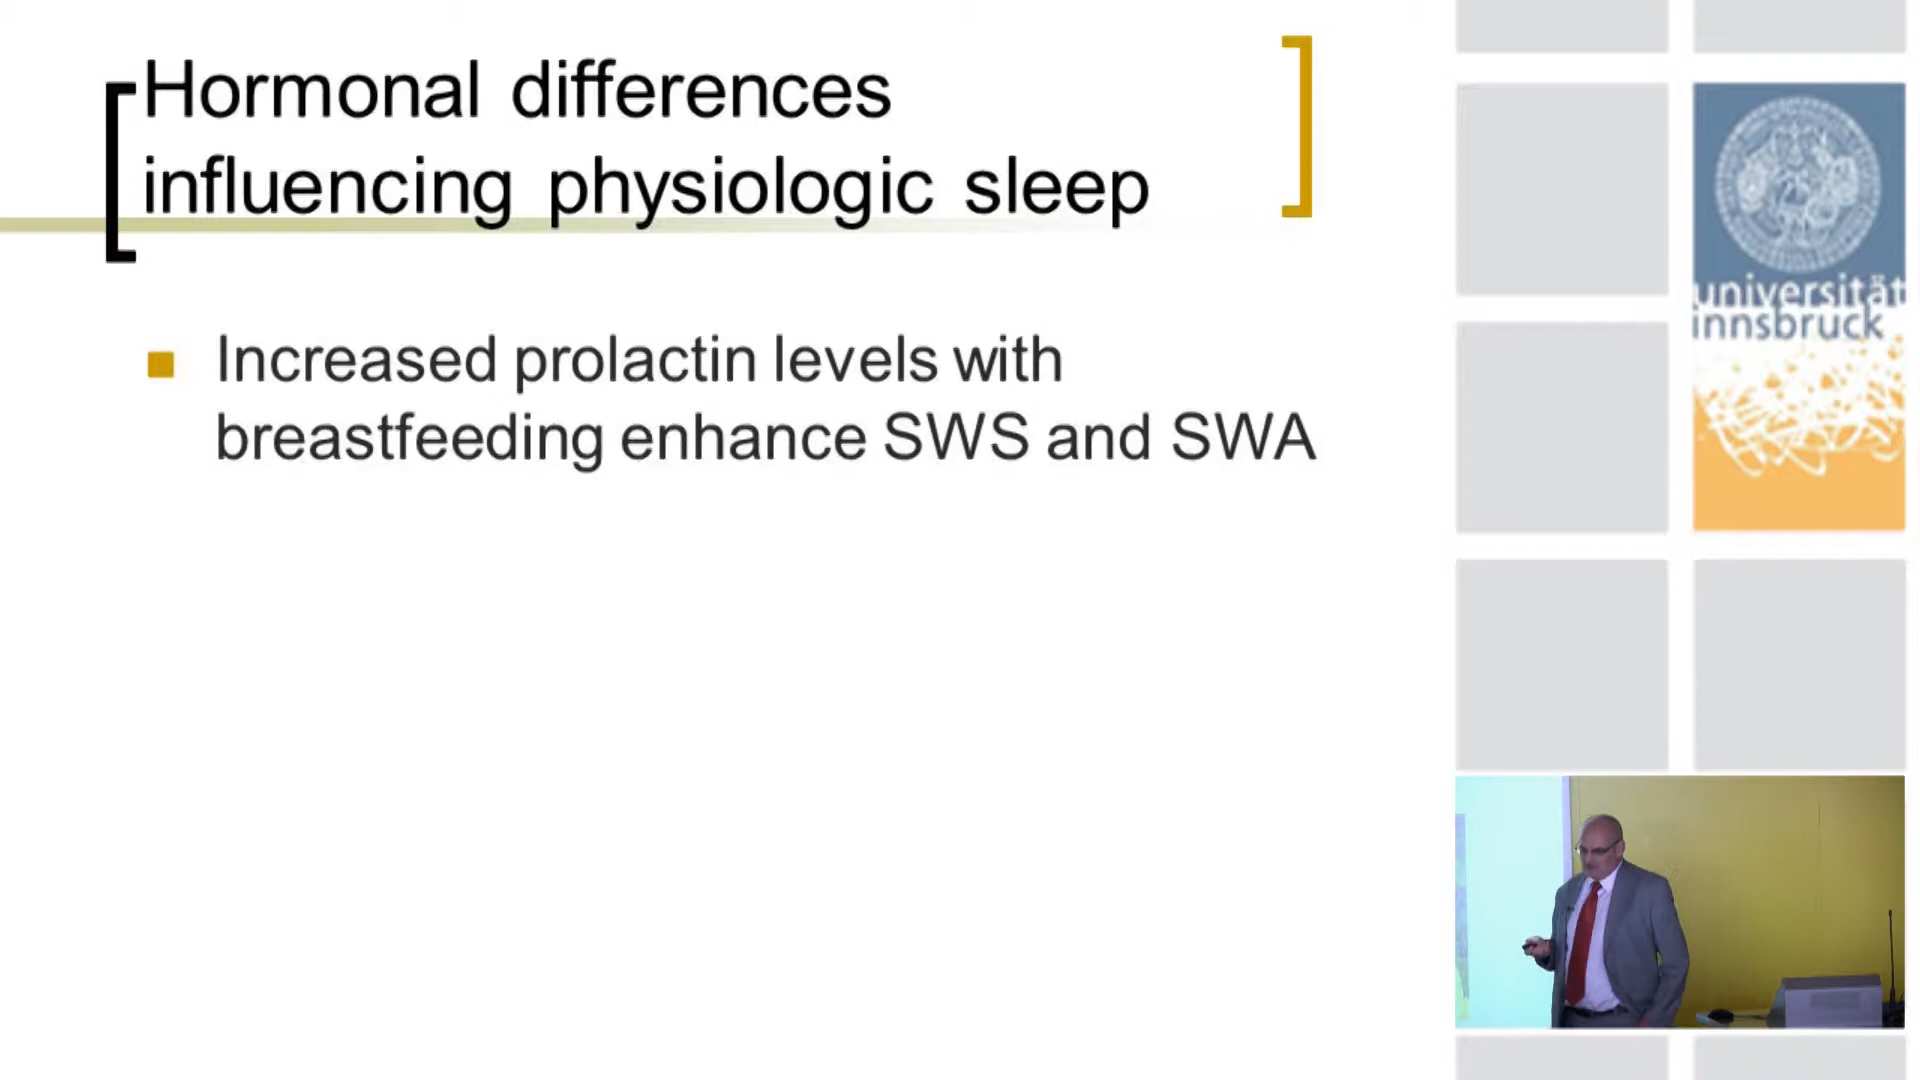 Hormonal differences
influencing physiologic sleep
Increased prolactin levels with
breastfeeding enhance SWS and SWA
universität
innsbruck